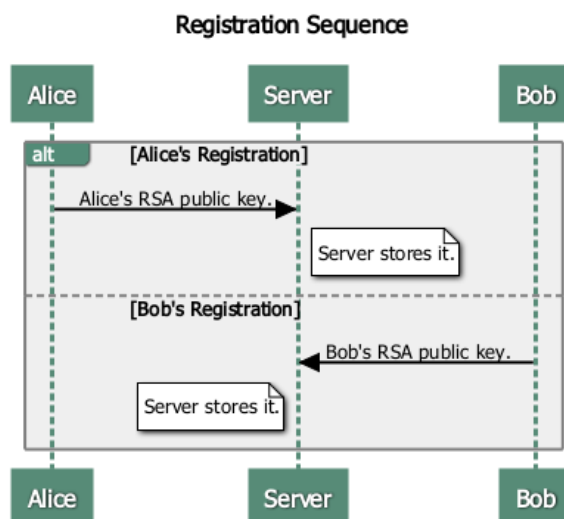 Registration Sequence
Alice Server Bob
alt [Alice's Registration]
Alice's RSA public key.
Server stores it.
[Bob's Registration]
Bob's RSA public key.
Server stores it.
Alice Server Bob